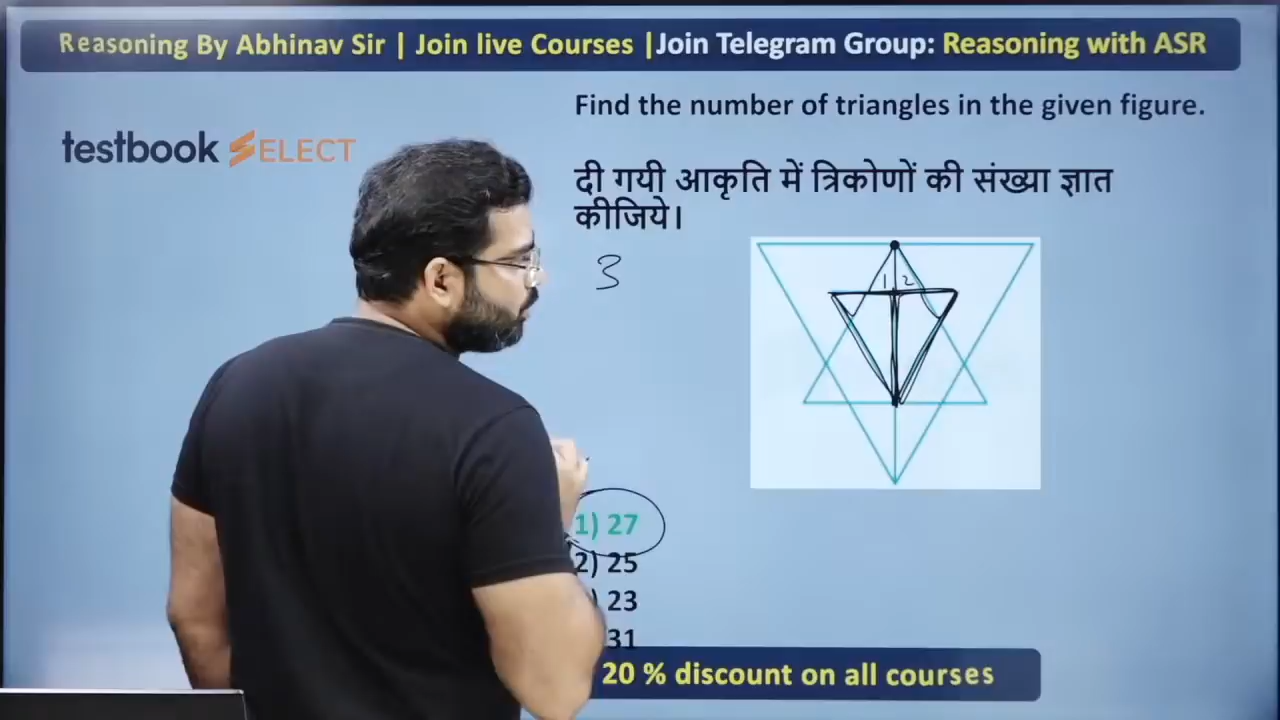 Reasoning By Abhinav Sir | Join live Courses |Join Telegram Group: Reasoning with ASR
testbook SELECT
Find the number of triangles in the given figure.
दी गयी आकृति में त्रिकोणों की संख्या ज्ञात
कीजिये।
3
1 2
1) 27
2) 25
) 23
31
20 % discount on all courses